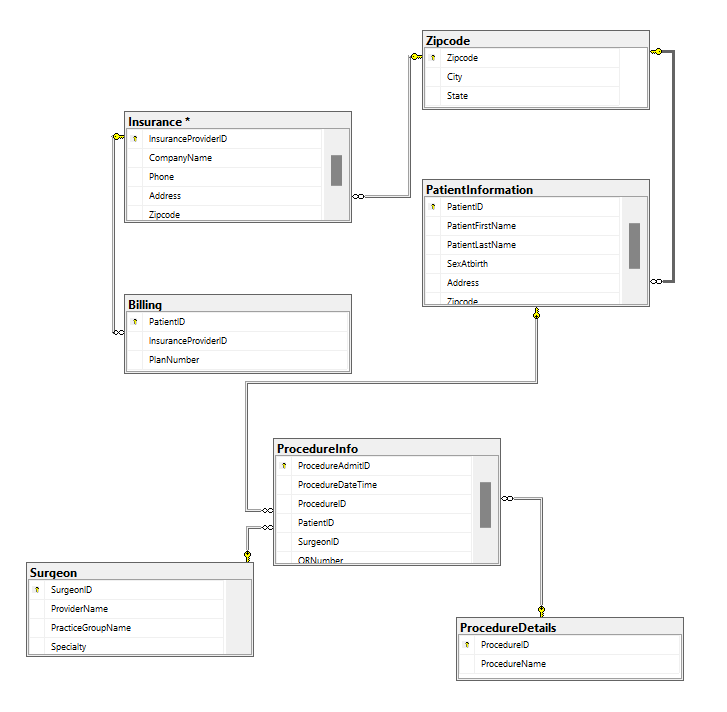 Zipcode
Zipcode
City
State
Insurance *
InsuranceProviderID
CompanyName
Phone
Address
Zipcode
PatientInformation
PatientID
PatientFirstName
PatientLastName
SexAtbirth
Address
Zipcode
Billing
PatientID
InsuranceProviderID
PlanNumber
ProcedureInfo
ProcedureAdmitID
ProcedureDateTime
ProcedureID
PatientID
SurgeonID
ORNumber
Surgeon
SurgeonID
ProviderName
PracticeGroupName
Specialty
ProcedureDetails
ProcedureID
ProcedureName